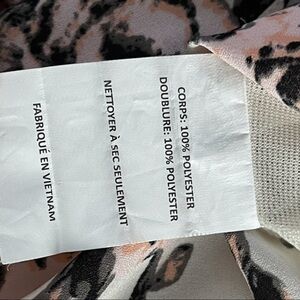 CORPS: 100% POLYESTER
DOUBLURE: 100% POLYESTER
NETTOYER À SEC SEULEMENT
FABRIQUÉ EN VIETNAM